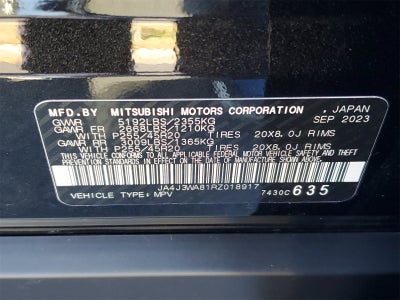 MFD.BY MITSUBISHI MOTORS CORPORATION, JAPAN
GVWR 5192LBS/2355KG SEP 2023
GAWR FR 2668LBS/1210KG
WITH P255/45R20 TIRES 20X8.0J RIMS
GAWR RR 3009LBS/1365KG
WITH P255/45R20 TIRES 20X8.0J RIMS
THIS VEHICLE CONFORMS TO ALL APPLICABLE FEDERAL MOTOR VEHICLE SAFETY AND
THEFT PREVENTION STANDARDS IN EFFECT ON THE DATE OF MANUFACTURE SHOWN ABOVE.
JA4J3WA81RZ018917
VEHICLE TYPE:MPV 7430C 635